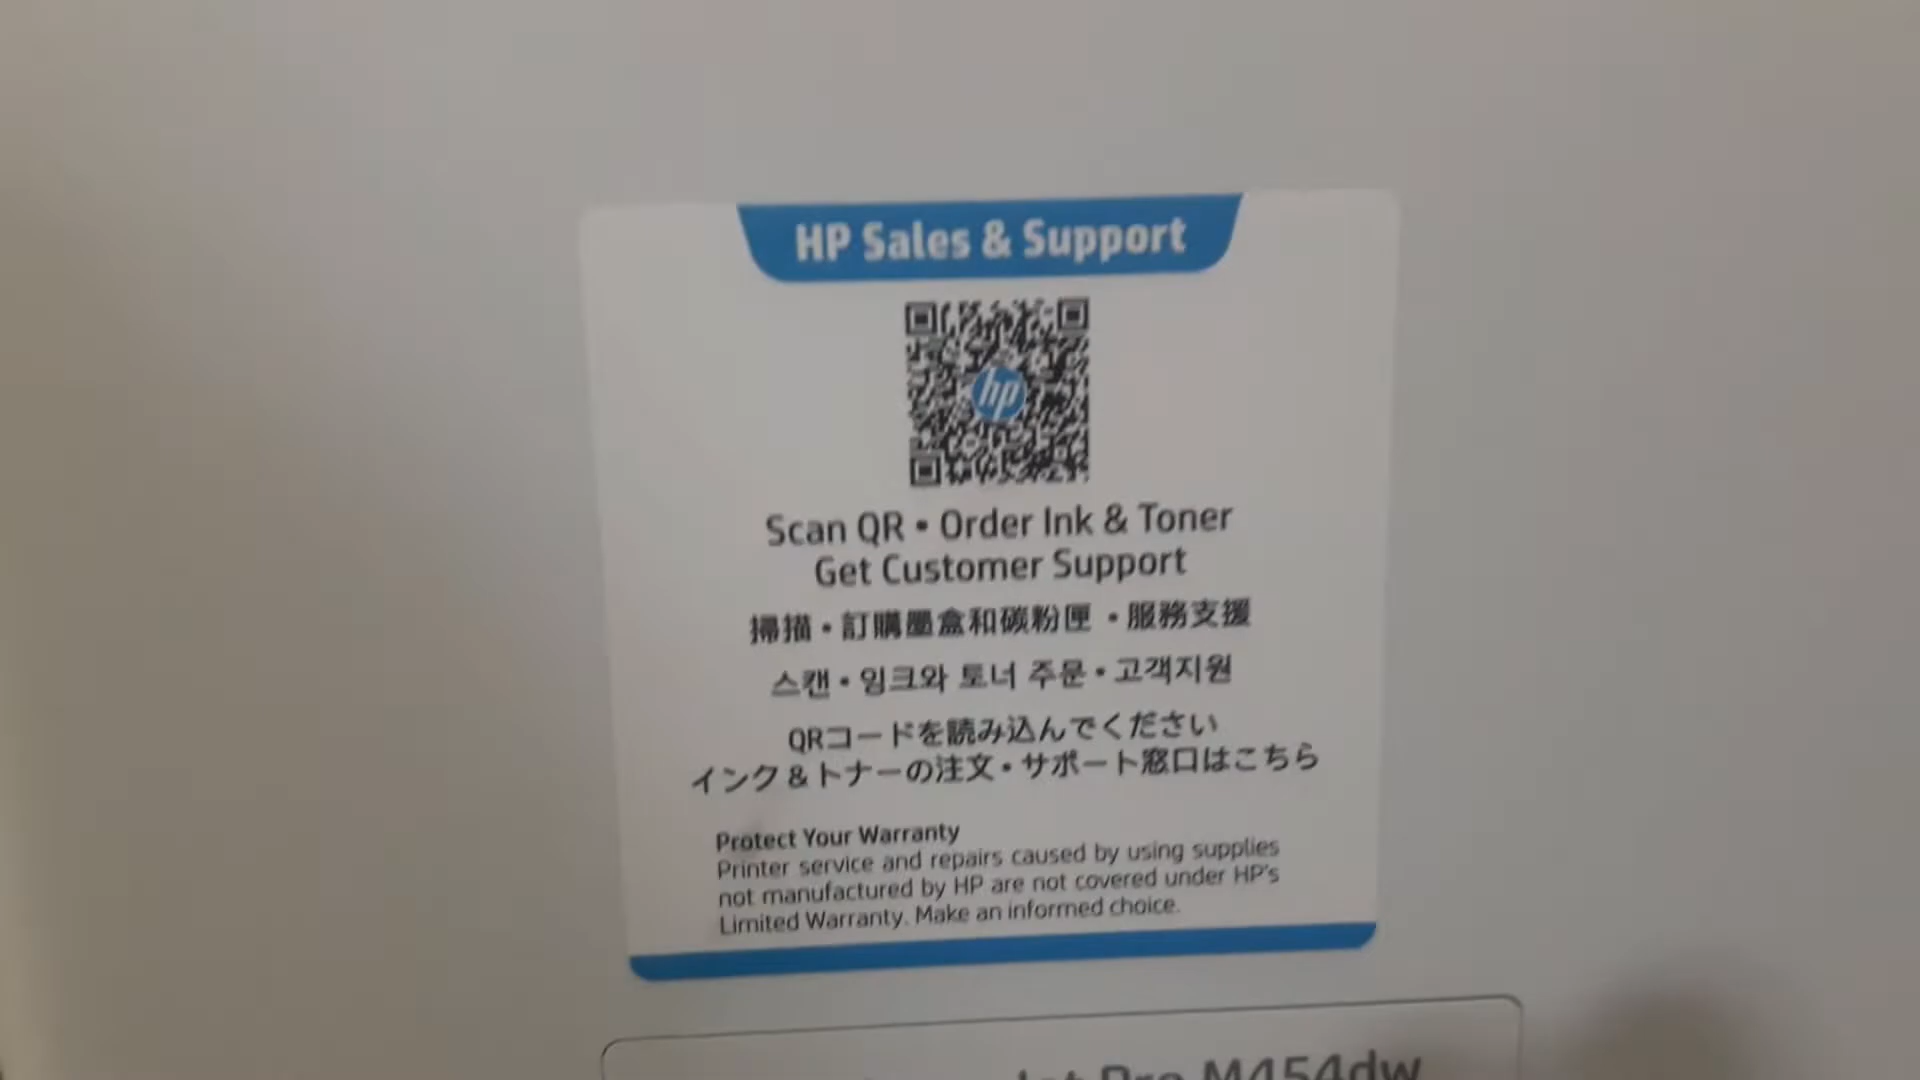 HP Sales & Support
hp
Scan QR • Order Ink & Toner
Get Customer Support
掃描・訂購墨盒和碳粉匣・服務支援
스캔・잉크와 토너 주문・고객지원
QRコードを読み込んでください
インク&トナーの注文・サポート窓口はこちら
Protect Your Warranty
Printer service and repairs caused by using supplies
not manufactured by HP are not covered under HP's
Limited Warranty. Make an informed choice.
Pro M454dw